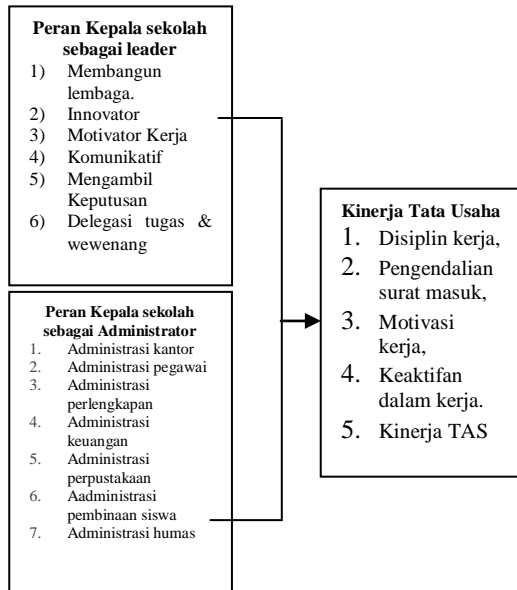 Peran Kepala sekolah
sebagai leader
1) Membangun
lembaga.
2) Innovator
3) Motivator Kerja
4) Komunikatif
5) Mengambil
Keputusan
6) Delegasi tugas &
wewenang
Peran Kepala sekolah
sebagai Administrator
1. Administrasi kantor
2. Administrasi pegawai
3. Administrasi
perlengkapan
4. Administrasi
keuangan
5. Administrasi
perpustakaan
6. Aadministrasi
pembinaan siswa
7. Administrasi humas
Kinerja Tata Usaha
1. Disiplin kerja,
2. Pengendalian
surat masuk,
3. Motivasi
kerja,
4. Keaktifan
dalam kerja.
5. Kinerja TAS